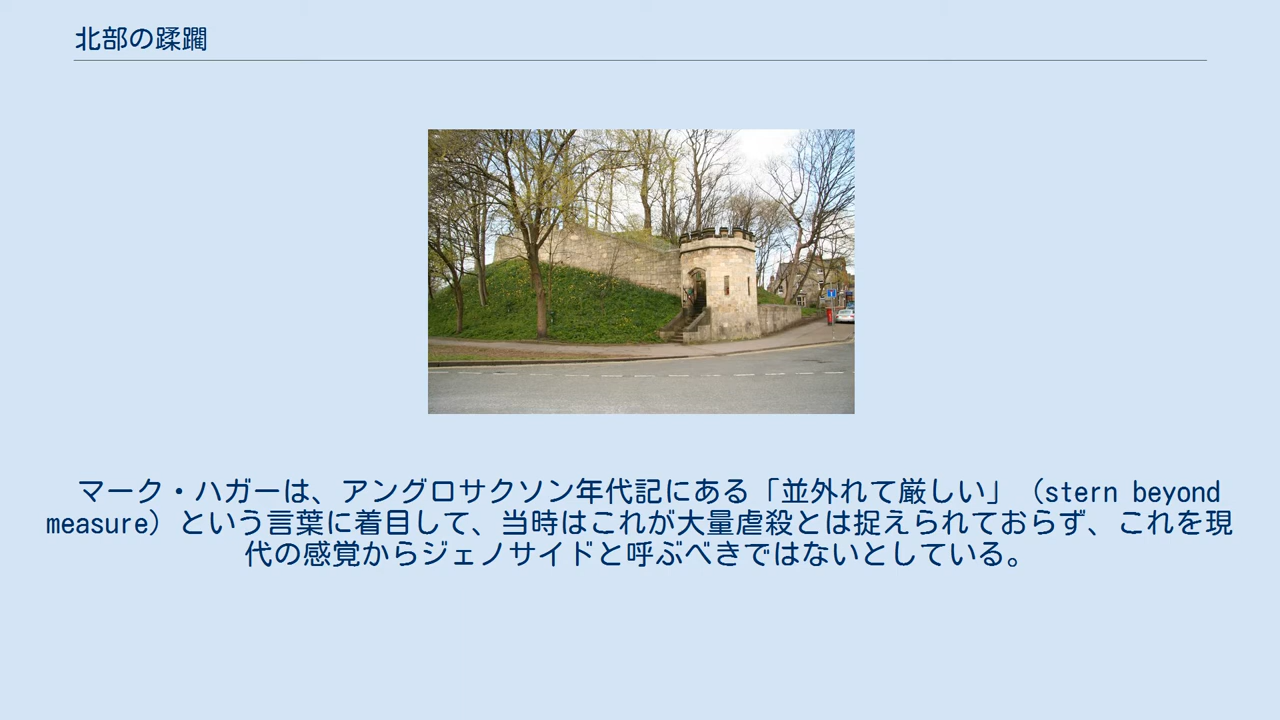 北部の蹂躙
マーク・ハガーは、アングロサクソン年代記にある「並外れて厳しい」（stern beyond
measure）という言葉に着目して、当時はこれが大量虐殺とは捉えられておらず、これを現
代の感覚からジェノサイドと呼ぶべきではないとしている。